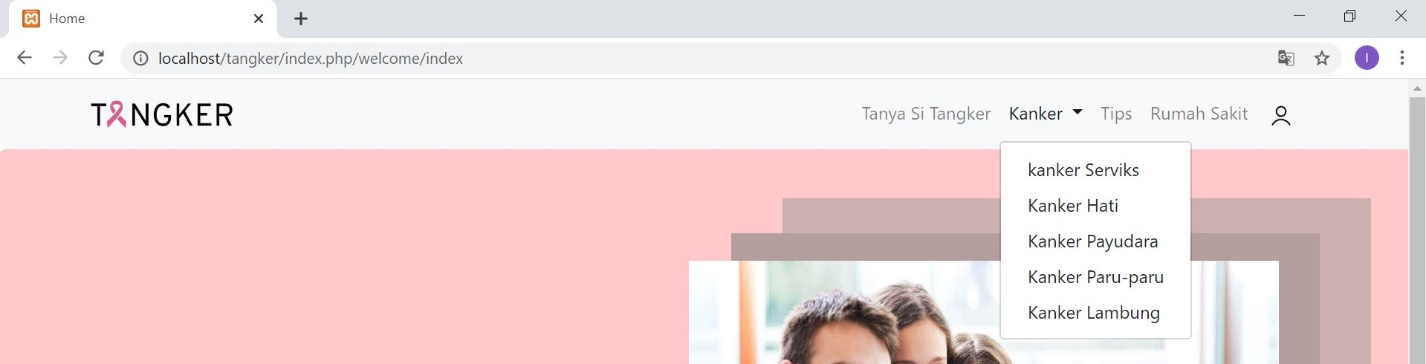 Home
localhost/tangker/index.php/welcome/index
I
TANGKER
Tanya Si Tangker Kanker Tips Rumah Sakit
kanker Serviks
Kanker Hati
Kanker Payudara
Kanker Paru-paru
Kanker Lambung